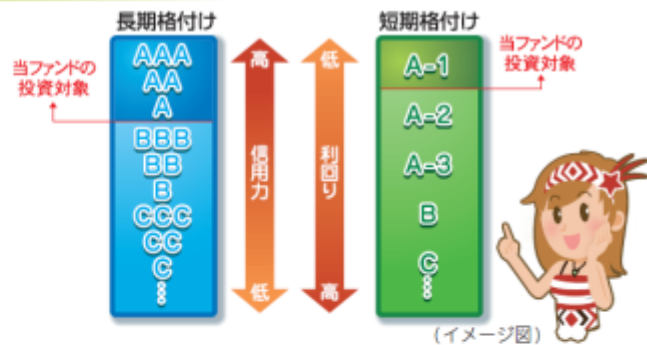 長期格付け
当ファンドの
投資対象
AAA
AA
A
BBB
BB
B
CCC
CC
C
高
信用力
低
低
利回り
高
短期格付け
A-1
A-2
A-3
B
C
当ファンドの
投資対象
(イメージ図)